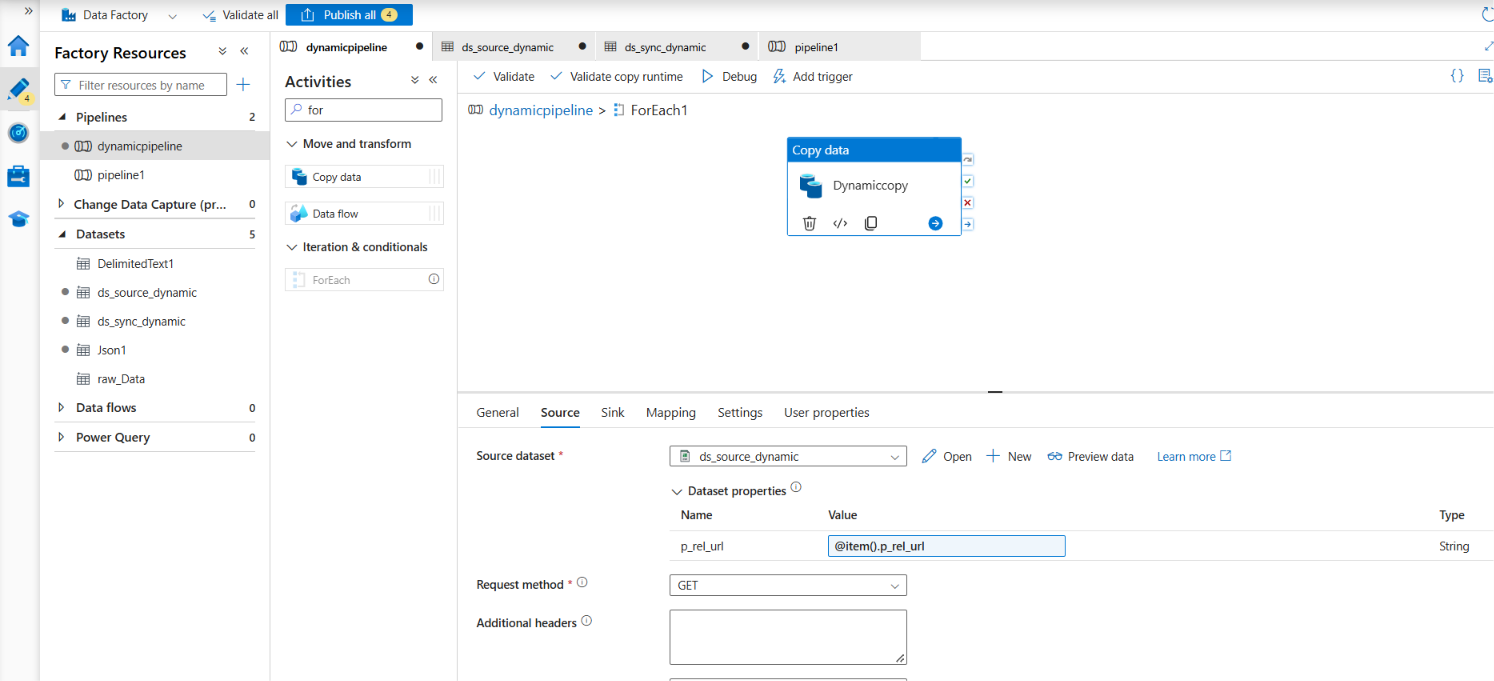 Data Factory
Validate all
Publish all 4
4
Factory Resources
Filter resources by name
Pipelines 2
dynamicpipeline
pipeline1
Change Data Capture (pr... 0
Datasets 5
DelimitedText1
ds_source_dynamic
ds_sync_dynamic
Json1
raw_Data
Data flows 0
Power Query 0
dynamicpipeline
ds_source_dynamic
ds_sync_dynamic
pipeline1
Activities
for
Move and transform
Copy data
Data flow
Iteration & conditionals
ForEach
Validate
Validate copy runtime
Debug
Add trigger
{}
dynamicpipeline > ForEach1
Copy data
Dynamiccopy
General Source Sink Mapping Settings User properties
Source dataset * ds_source_dynamic Open New Preview data Learn more
Dataset properties
Name Value Type
p_rel_url @item().p_rel_url String
Request method * GET
Additional headers